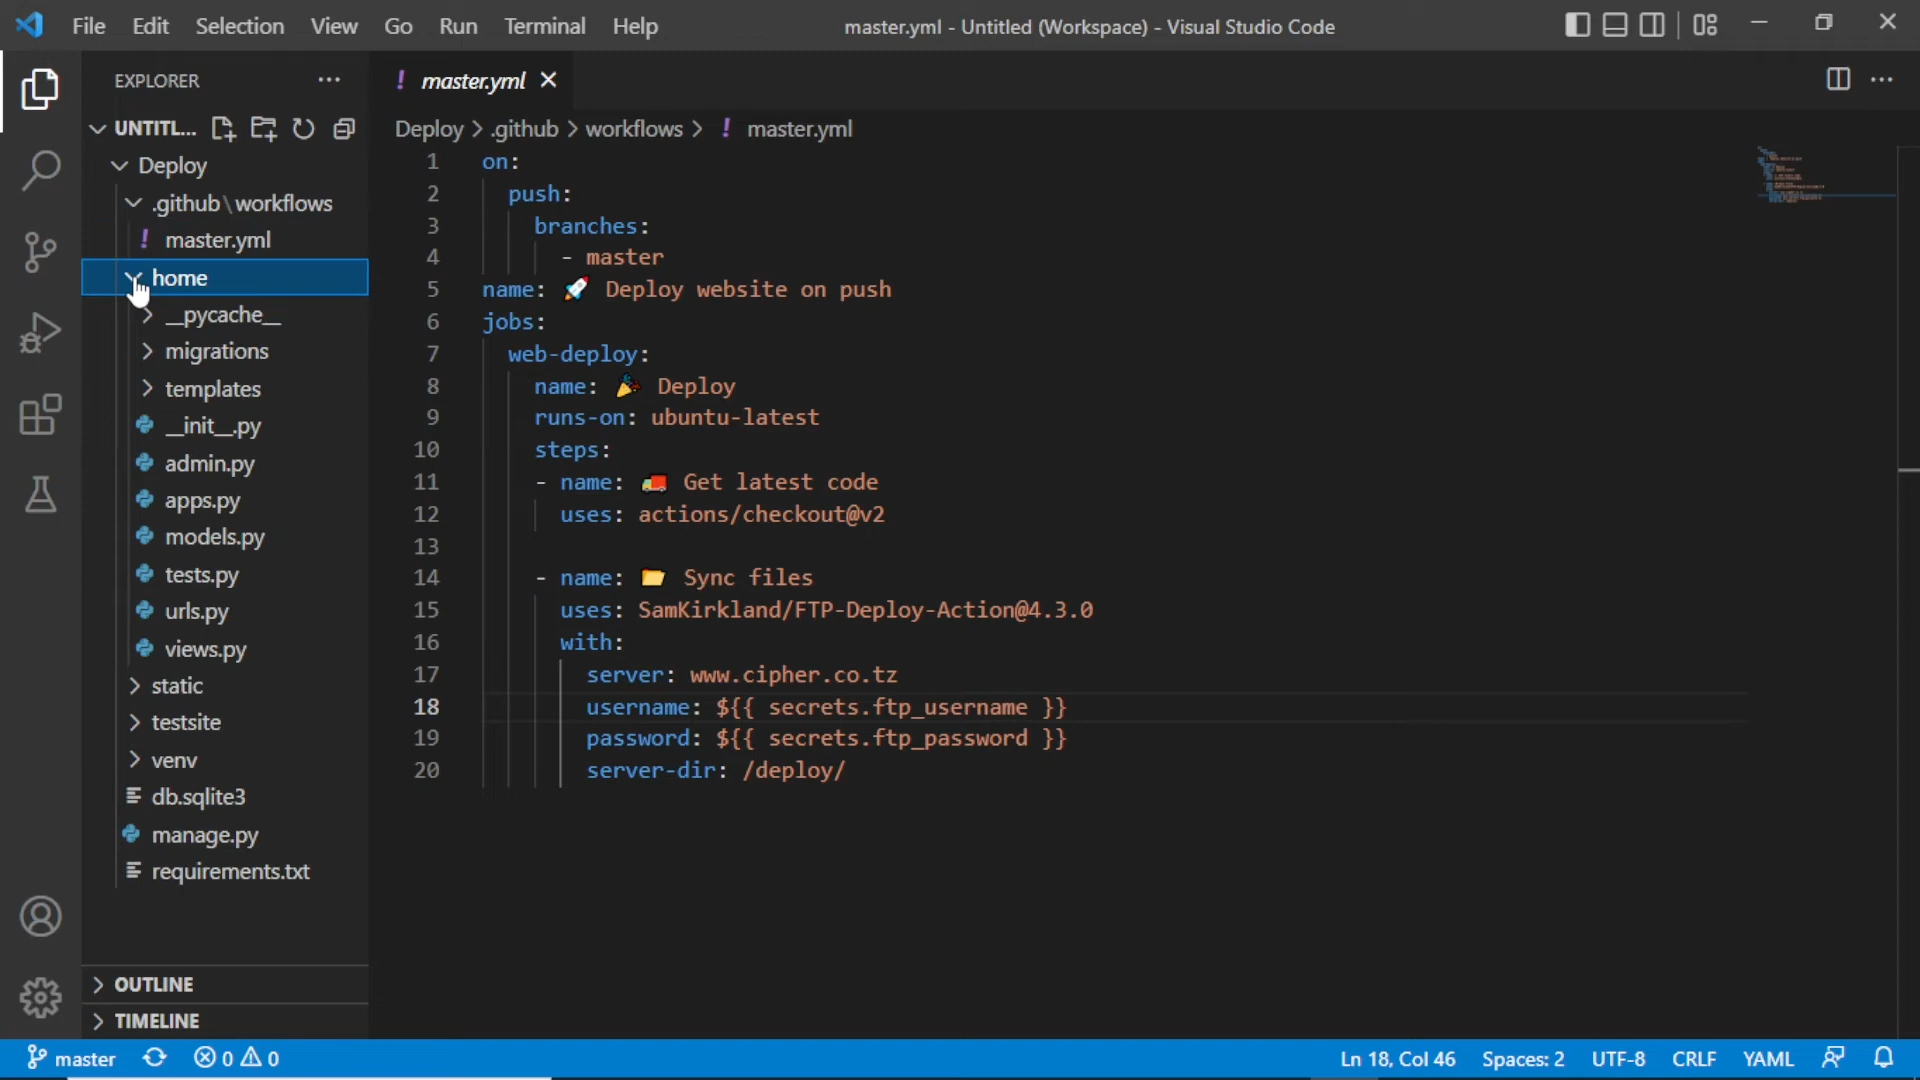 File Edit Selection View Go Run Terminal Help master.yml - Untitled (Workspace) - Visual Studio Code
EXPLORER
UNTITL...
Deploy
.github\workflows
master.yml
home
__pycache__
migrations
templates
__init__.py
admin.py
apps.py
models.py
tests.py
urls.py
views.py
static
testsite
venv
db.sqlite3
manage.py
requirements.txt
OUTLINE
TIMELINE
! master.yml
Deploy > .github > workflows > ! master.yml
1 on:
2 push:
3 branches:
4 - master
5 name: 🚀 Deploy website on push
6 jobs:
7 web-deploy:
8 name: 🎉 Deploy
9 runs-on: ubuntu-latest
10 steps:
11 - name: 🚚 Get latest code
12 uses: actions/checkout@v2
13
14 - name: 📂 Sync files
15 uses: SamKirkland/FTP-Deploy-Action@4.3.0
16 with:
17 server: www.cipher.co.tz
18 username: ${{ secrets.ftp_username }}
19 password: ${{ secrets.ftp_password }}
20 server-dir: /deploy/
master 0 0 Ln 18, Col 46 Spaces: 2 UTF-8 CRLF YAML